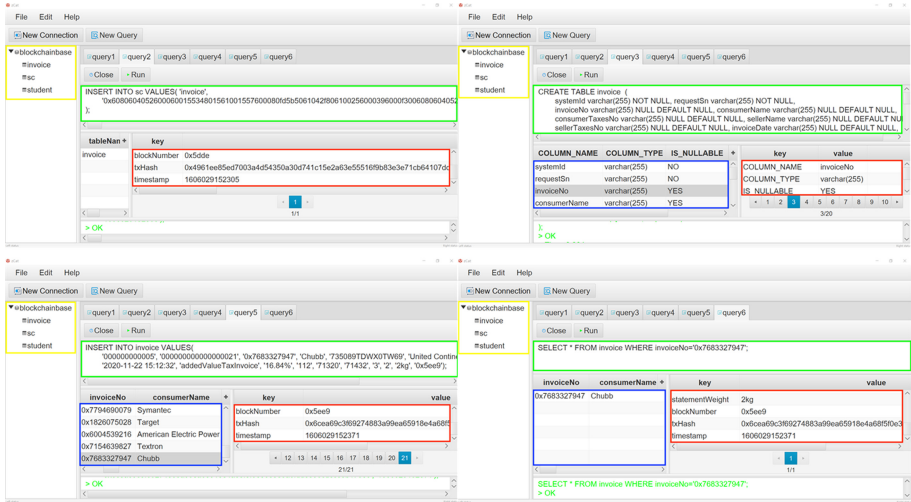 File Edit Help
New Connection New Query
blockchainbase
invoice
sc
student
query1 query2 query3 query4 query5 query6
Close Run
INSERT INTO sc VALUES( 'invoice',
);
tableNan + key
invoice
blockNumber 0x5dde
txHash
timestamp 1606029152305
1
1/1
> OK
File Edit Help
New Connection New Query
blockchainbase
invoice
sc
student
query1 query2 query3 query4 query5 query6
Close Run
CREATE TABLE invoice (
systemId varchar(255) NOT NULL, requestSn varchar(255) NOT NULL,
invoiceNo varchar(255) NULL DEFAULT NULL, consumerName varchar(255) NULL DEFAULT NULL,
consumerTaxesNo varchar(255) NULL DEFAULT NULL, sellerName varchar(255) NULL DEFAULT NU
sellerTaxesNo varchar(255) NULL DEFAULT NULL, invoiceDate varchar(255) NULL DEFAULT NULL,
COLUMN_NAME COLUMN_TYPE IS_NULLABLE + key value
systemId varchar(255) NO
requestSn varchar(255) NO
invoiceNo varchar(255) YES
consumerName varchar(255) YES
COLUMN_NAME invoiceNo
COLUMN_TYPE varchar(255)
IS_NULLABLE YES
1 2 3 4 5 6 7 8 9 10
3/20
);
> OK
File Edit Help
New Connection New Query
blockchainbase
invoice
sc
student
query1 query2 query3 query4 query5 query6
Close Run
INSERT INTO invoice VALUES(
'000000000005', '000000000000000021', '0x7683327947', 'Chubb', '735089TDWX0TW69', 'United Contine
'2020-11-22 15:12:32', 'addedValueTaxInvoice', '16.84%', '112', '71320', '71432', '3', '2', '2kg', '0x5ee9');
invoiceNo consumerName + key value
0x7794690079 Symantec
0x1826075028 Target
0x6004539216 American Electric Power
0x7154639827 Textron
0x7683327947 Chubb
blockNumber 0x5ee9
txHash 0x6cea69c3f69274883a99ea65918e4a68f5
timestamp 1606029152371
12 13 14 15 16 17 18 19 20 21
21/21
> OK
File Edit Help
New Connection New Query
blockchainbase
invoice
sc
student
query1 query2 query3 query4 query5 query6
Close Run
SELECT * FROM invoice WHERE invoiceNo='0x7683327947';
invoiceNo consumerName + key value
0x7683327947 Chubb
statementWeight 2kg
blockNumber 0x5ee9
txHash 0x6cea69c3f69274883a99ea65918e4a68f5f0e3
timestamp 1606029152371
1
1/1
SELECT * FROM invoice WHERE invoiceNo='0x7683327947';
> OK